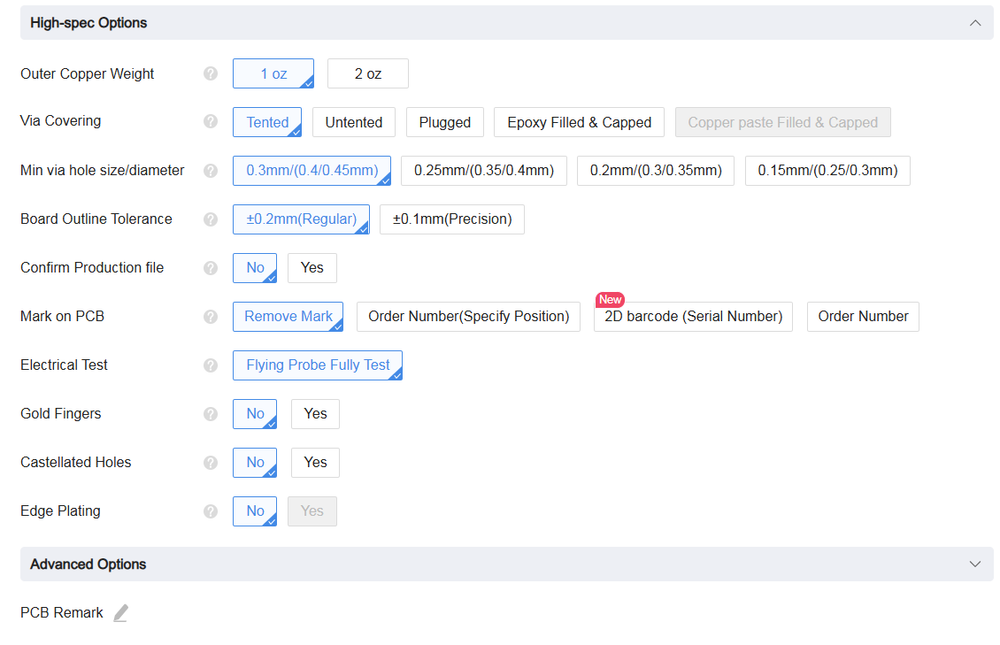 High-spec Options
Outer Copper Weight ? 1 oz 2 oz
Via Covering ? Tented Untented Plugged Epoxy Filled & Capped Copper paste Filled & Capped
Min via hole size/diameter ? 0.3mm/(0.4/0.45mm) 0.25mm/(0.35/0.4mm) 0.2mm/(0.3/0.35mm) 0.15mm/(0.25/0.3mm)
Board Outline Tolerance ? ±0.2mm(Regular) ±0.1mm(Precision)
Confirm Production file ? No Yes
New
Mark on PCB ? Remove Mark Order Number(Specify Position) 2D barcode (Serial Number) Order Number
Electrical Test ? Flying Probe Fully Test
Gold Fingers ? No Yes
Castellated Holes ? No Yes
Edge Plating ? No Yes
Advanced Options
PCB Remark